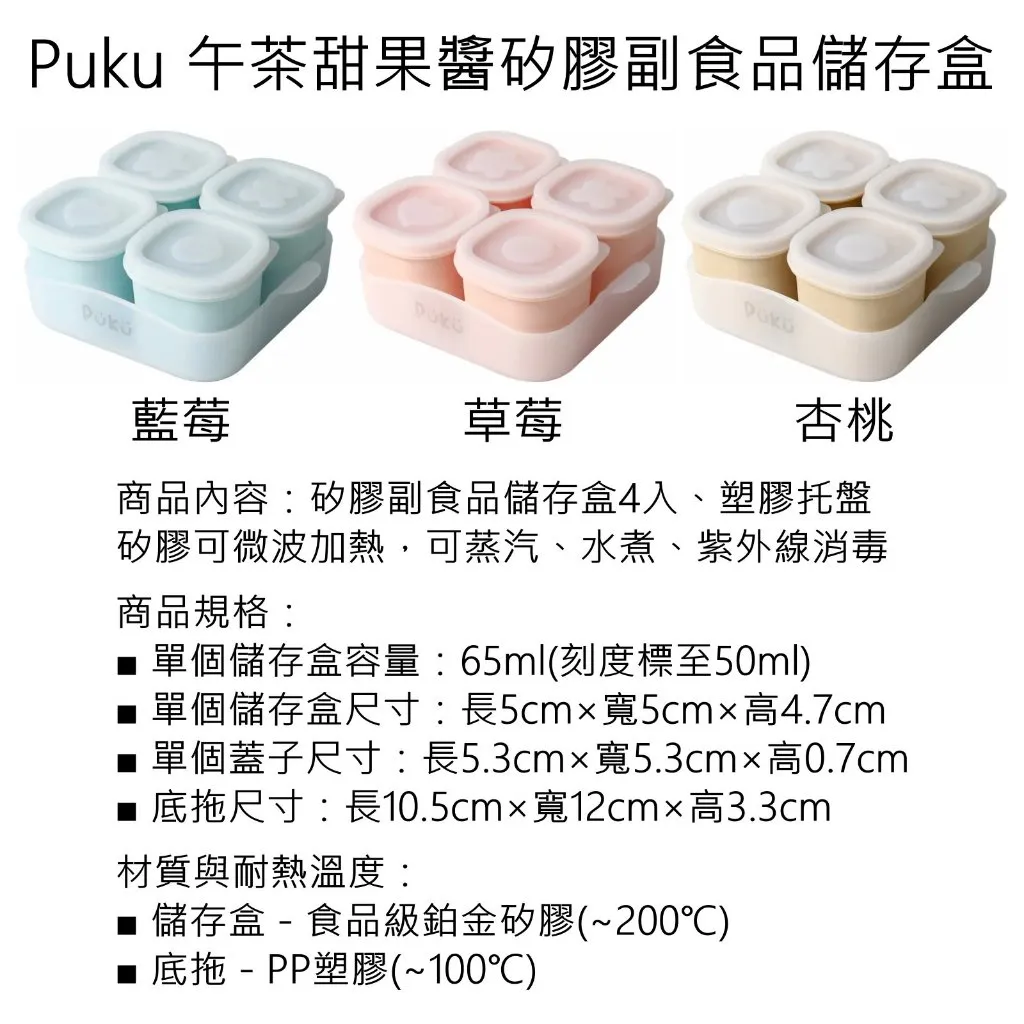 Puku 午茶甜果醬矽膠副食品儲存盒
Puku
Puku
Puku
藍莓
草莓
杏桃
商品內容：矽膠副食品儲存盒4入、塑膠托盤
矽膠可微波加熱，可蒸汽、水煮、紫外線消毒
商品規格：
■ 單個儲存盒容量：65ml(刻度標至50ml)
■ 單個儲存盒尺寸：長5cm×寬5cm×高4.7cm
■ 單個蓋子尺寸：長5.3cm×寬5.3cm×高0.7cm
■ 底拖尺寸：長10.5cm×寬12cm×高3.3cm
材質與耐熱溫度：
■ 儲存盒 - 食品級鉑金矽膠(~200℃)
■ 底拖 - PP塑膠(~100℃)